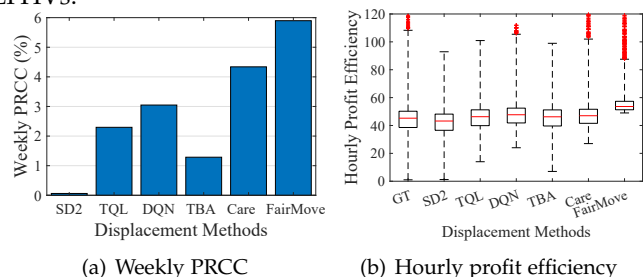 Weekly PRCC (%)
6
5
4
3
2
1
0
SD2 TQL DQN TBA Care FairMove
Displacement Methods
(a) Weekly PRCC
Hourly Profit Efficiency
120
100
80
60
40
20
0
GT SD2 TQL DQN TBA Care FairMove
Displacement Methods
(b) Hourly profit efficiency